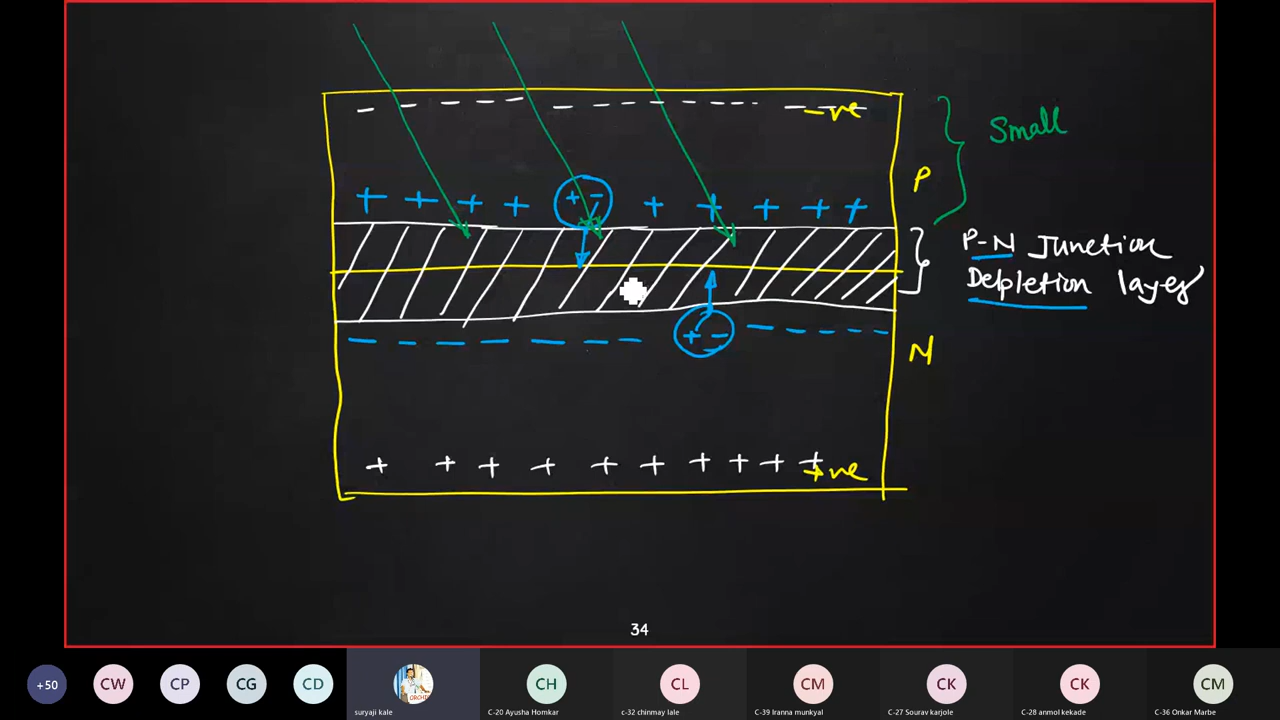 -ve
Small
P
P-N Junction
Depletion layer
N
+ve
34
+50
CW
CP
CG
CD
ORCHID
suryaji kale
CH
C-20 Ayusha Homkar
CL
c-32 chinmay lale
CM
C-39 Iranna munkyal
CK
C-27 Sourav karjole
CK
C-28 anmol kekade
CM
C-36 Onkar Marbe